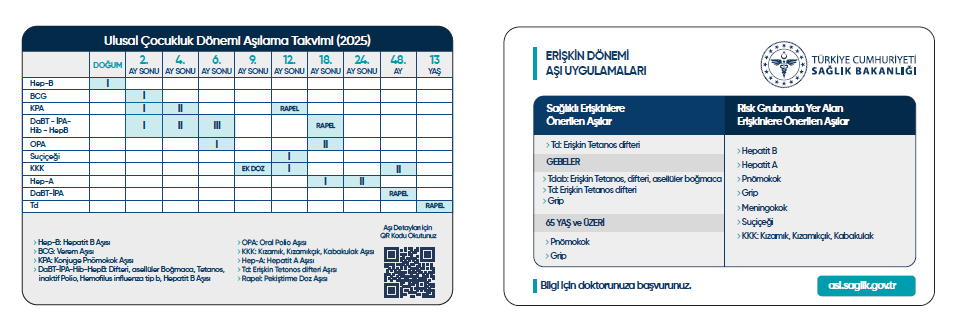 Ulusal Çocukluk Dönemi Aşılama Takvimi (2025)
DOĞUM 2. AY SONU 4. AY SONU 6. AY SONU 9. AY SONU 12. AY SONU 18. AY SONU 24. AY SONU 48. AY 13 YAŞ
Hep-B I
BCG I
KPA I II RAPEL
DaBT - İPA-
Hib - HepB I II III RAPEL
OPA I II
Suçiçeği I
KKK EK DOZ I II
Hep-A I II
DaBT-İPA RAPEL
Td RAPEL
> Hep-B: Hepatit B Aşısı
> BCG: Verem Aşısı
> KPA: Konjuge Pnömokok Aşısı
> DaBT-İPA-Hib-HepB: Difteri, asellüler Boğmaca, Tetanos,
inaktif Polio, Hemofilus influenza tip b, Hepatit B Aşısı
> OPA: Oral Polio Aşısı
> KKK: Kızamık, Kızamıkçık, Kabakulak Aşısı
> Hep-A: Hepatit A Aşısı
> Td: Erişkin Tetonos difteri Aşısı
> Rapel: Pekiştirme Doz Aşısı
Aşı Detayları İçin
QR Kodu Okutunuz
ERİŞKİN DÖNEMİ
AŞI UYGULAMALARI
TÜRKİYE CUMHURİYETİ
SAĞLIK BAKANLIĞI
Sağlıklı Erişkinlere
Önerilen Aşılar
> Td: Erişkin Tetanos difteri
GEBELER
> Tdab: Erişkin Tetanos, difteri, asellüler boğmaca
> Td: Erişkin Tetanos difteri
> Grip
65 YAŞ ve ÜZERİ
> Pnömokok
> Grip
Risk Grubunda Yer Alan
Erişkinlere Önerilen Aşılar
> Hepatit B
> Hepatit A
> Pnömokok
> Grip
> Meningokok
> Suçiçeği
> KKK: Kızamık, Kızamıkçık, Kabakulak
Bilgi için doktorunuza başvurunuz.
asi.saglik.gov.tr